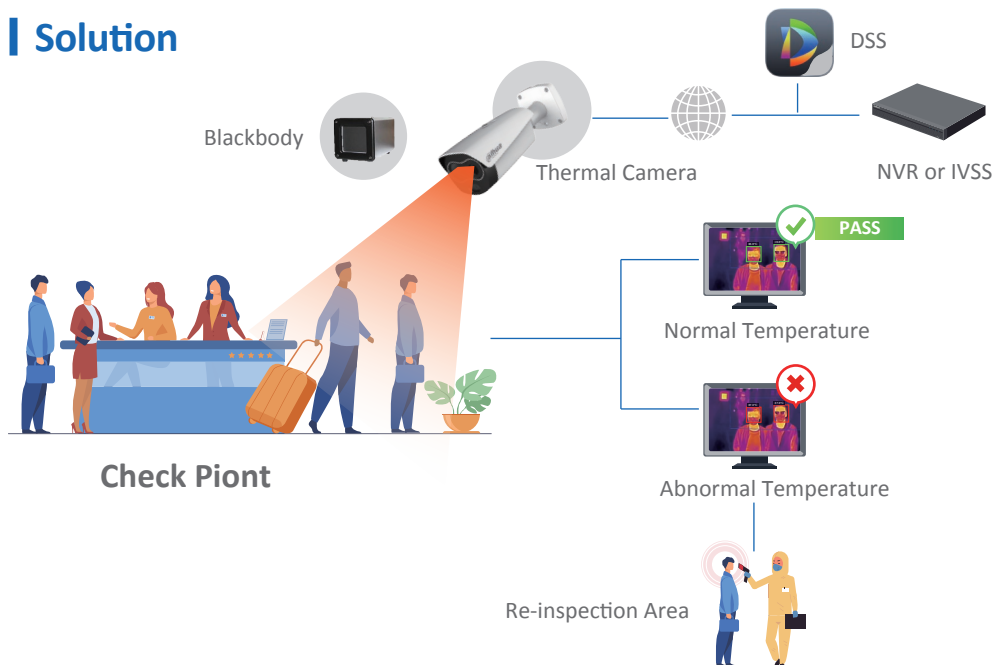 Solution
DSS
Blackbody
Thermal Camera
NVR or IVSS
PASS
Normal Temperature
Check Piont
Abnormal Temperature
Re-inspection Area